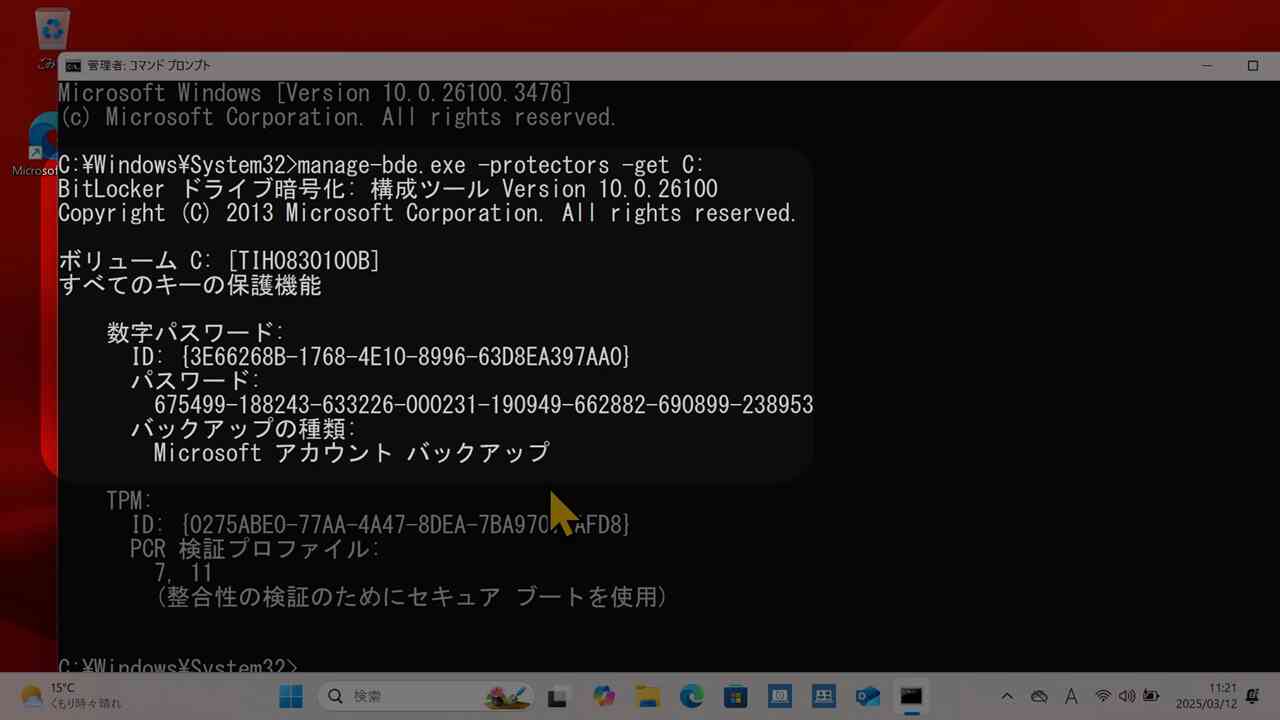 ごみ
管理者: コマンド プロンプト
Microsoft Windows [Version 10.0.26100.3476]
(c) Microsoft Corporation. All rights reserved.
Microsof
C:¥Windows¥System32>manage-bde.exe -protectors -get C:
BitLocker ドライブ暗号化: 構成ツール Version 10.0.26100
Copyright (C) 2013 Microsoft Corporation. All rights reserved.
ボリューム C: [TIH0830100B]
すべてのキーの保護機能
数字パスワード:
ID: {3E66268B-1768-4E10-8996-63D8EA397AA0}
パスワード:
675499-188243-633226-000231-190949-662882-690899-238953
バックアップの種類:
Microsoft アカウント バックアップ
TPM:
ID: {0275ABE0-77AA-4A47-8DEA-
PCR 検証プロファイル:
7, 11
(整合性の検証のためにセキュア ブートを使用)
C:¥Windows¥System32>
15°C
くもり時々晴れ
検索
A
11:21
2025/03/12